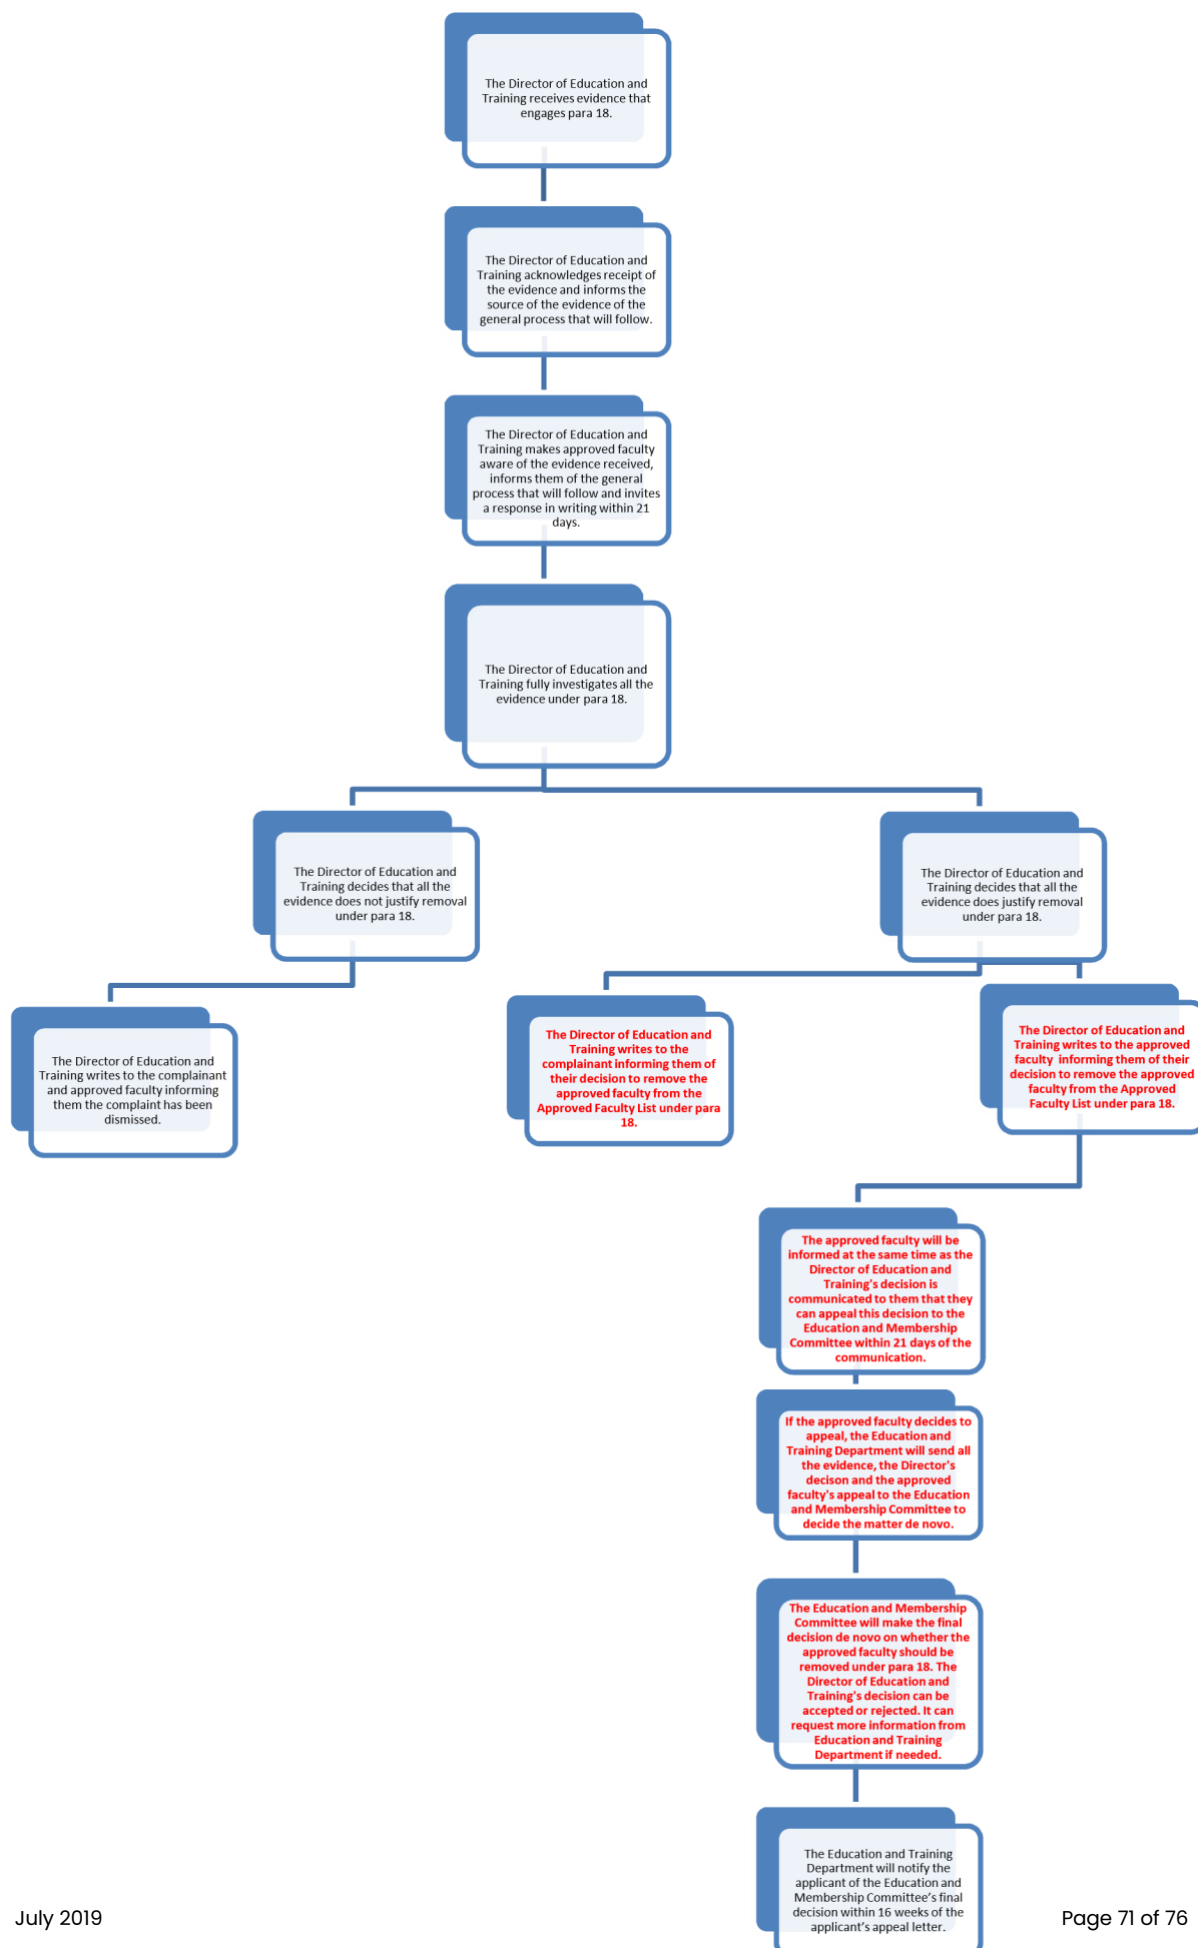 The Director of Education and
Training receives evidence that
engages para 18.
The Director of Education and
Training acknowledges receipt of
the evidence and informs the
source of the evidence of the
general process that will follow.
The Director of Education and
Training makes approved faculty
aware of the evidence received,
informs them of the general
process that will follow and invites
a response in writing within 21
days.
The Director of Education and
Training fully investigates all the
evidence under para 18.
The Director of Education and
Training decides that all the
evidence does not justify removal
under para 18.
The Director of Education and
Training decides that all the
evidence does justify removal
under para 18.
The Director of Education and
Training writes to the complainant
and approved faculty informing
them the complaint has been
dismissed.
The Director of Education and
Training writes to the
complainant informing them of
their decision to remove the
approved faculty from the
Approved Faculty List under para
18.
The Director of Education and
Training writes to the approved
faculty informing them of their
decision to remove the approved
faculty from the Approved
Faculty List under para 18.
The approved faculty will be
informed at the same time as the
Director of Education and
Training's decision is
communicated to them that they
can appeal this decision to the
Education and Membership
Committee within 21 days of the
communication.
If the approved faculty decides to
appeal, the Education and
Training Department will send all
the evidence, the Director's
decison and the approved
faculty's appeal to the Education
and Membership Committee to
decide the matter de novo.
The Education and Membership
Committee will make the final
decision de novo on whether the
approved faculty should be
removed under para 18. The
Director of Education and
Training's decision can be
accepted or rejected. It can
request more information from
Education and Training
Department if needed.
The Education and Training
Department will notify the
applicant of the Education and
Membership Committee's final
decision within 16 weeks of the
applicant's appeal letter.
July 2019
Page 71 of 76